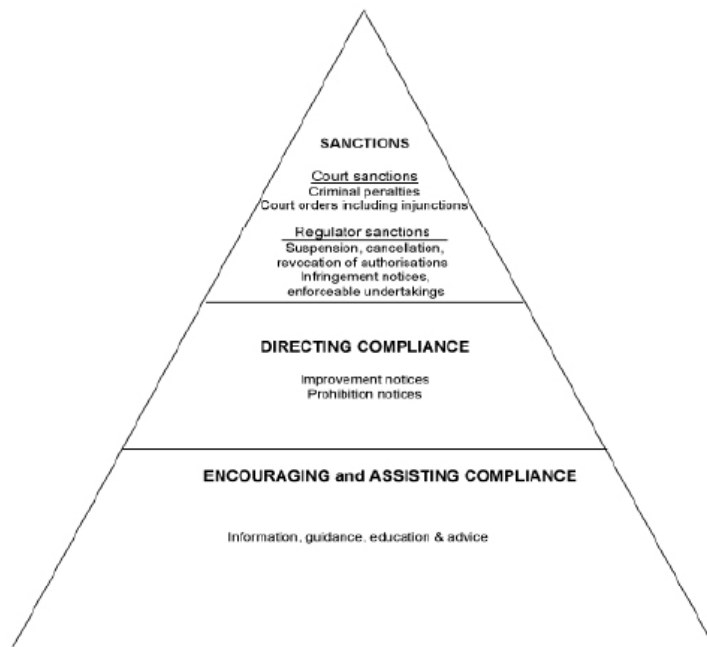 SANCTIONS
Court sanctions
Criminal penalties
Court orders including injunctions
Regulator sanctions
Suspension, cancellation,
revocation of authorisations
Infringement notices,
enforceable undertakings
DIRECTING COMPLIANCE
Improvement notices
Prohibition notices
ENCOURAGING and ASSISTING COMPLIANCE
Information, guidance, education & advice